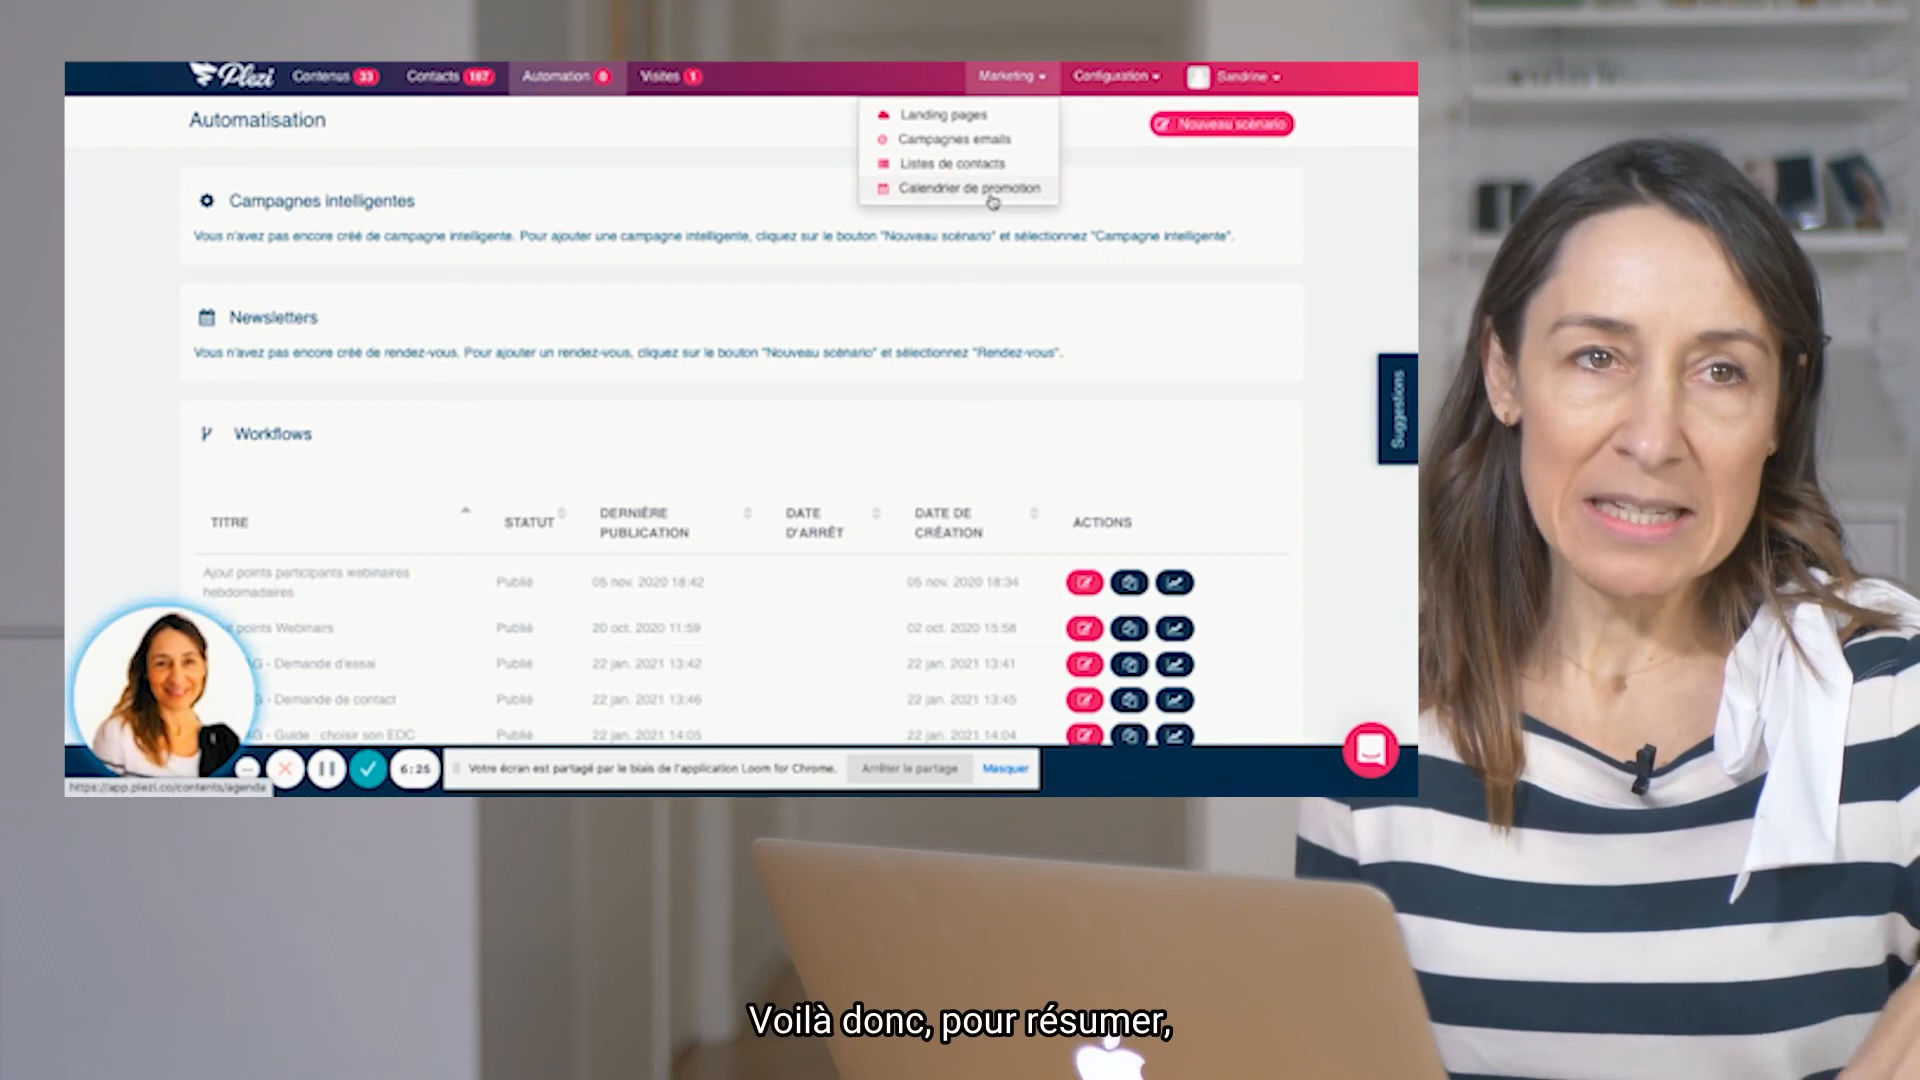 Plezi Contenus 33 Contacts 187 Automation 0 Visites 1 Marketing Configuration Sandrine
Automatisation
Nouveau scénario
Landing pages
Campagnes emails
Listes de contacts
Calendrier de promotion
Campagnes intelligentes
Vous n'avez pas encore créé de campagne intelligente. Pour ajouter une campagne intelligente, cliquez sur le bouton "Nouveau scénario" et sélectionnez "Campagne intelligente".
Newsletters
Vous n'avez pas encore créé de rendez-vous. Pour ajouter un rendez-vous, cliquez sur le bouton "Nouveau scénario" et sélectionnez "Rendez-vous".
Suggestions
Workflows
TITRE STATUT DERNIÈRE PUBLICATION DATE D'ARRÊT DATE DE CRÉATION ACTIONS
Ajout points participants webinaires
hebdomadaires Publié 05 nov. 2020 18:42 05 nov. 2020 18:34
points Webinairs Publié 20 oct. 2020 11:59 02 oct. 2020 15:58
G - Demande d'essai Publié 22 jan. 2021 13:42 22 jan. 2021 13:41
- Demande de contact Publié 22 jan. 2021 13:46 22 jan. 2021 13:45
G - Guide : choisir son EDC Publié 22 jan. 2021 14:05 22 jan. 2021 14:04
6:25 Votre écran est partagé par le biais de l'application Loom for Chrome. Arrêter le partage Masquer
https://app.plezi.co/contents/agenda
Voilà donc, pour résumer,